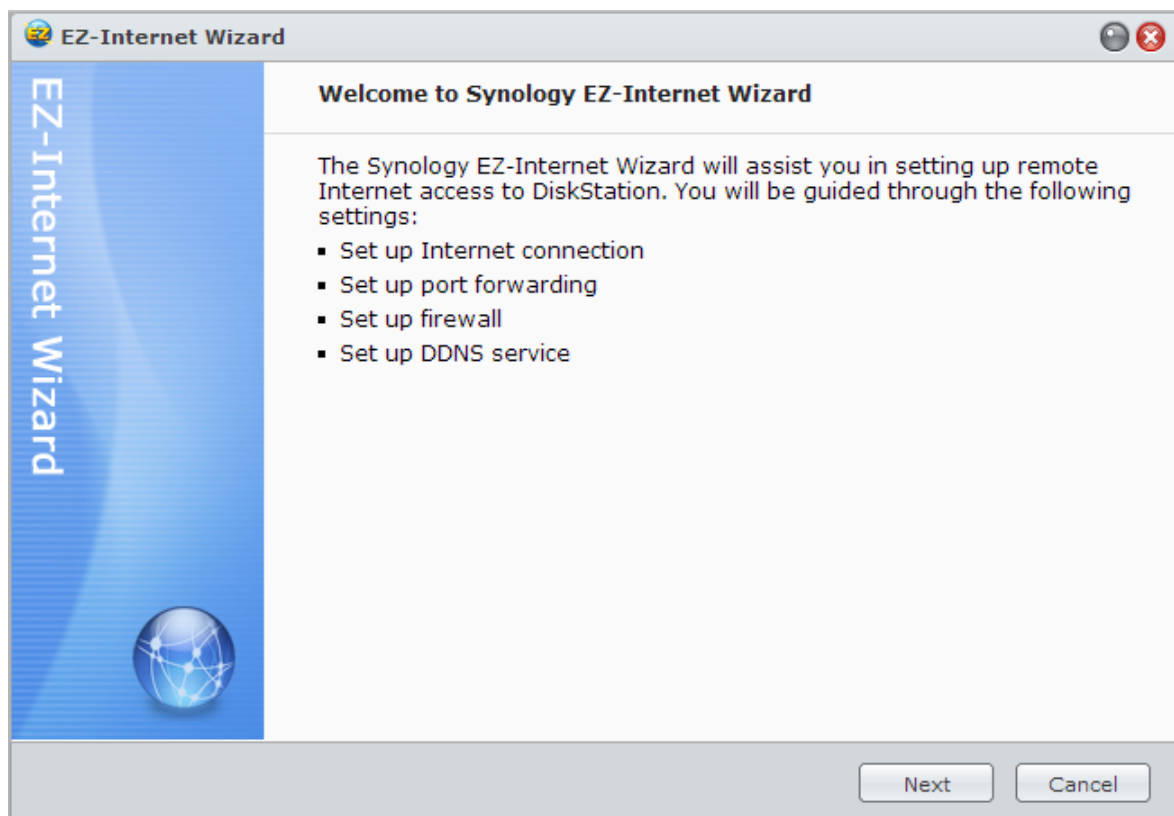 EZ-Internet Wizard
EZ-Internet Wizard
Welcome to Synology EZ-Internet Wizard
The Synology EZ-Internet Wizard will assist you in setting up remote
Internet access to DiskStation. You will be guided through the following
settings:
▪ Set up Internet connection
▪ Set up port forwarding
▪ Set up firewall
▪ Set up DDNS service
Next
Cancel